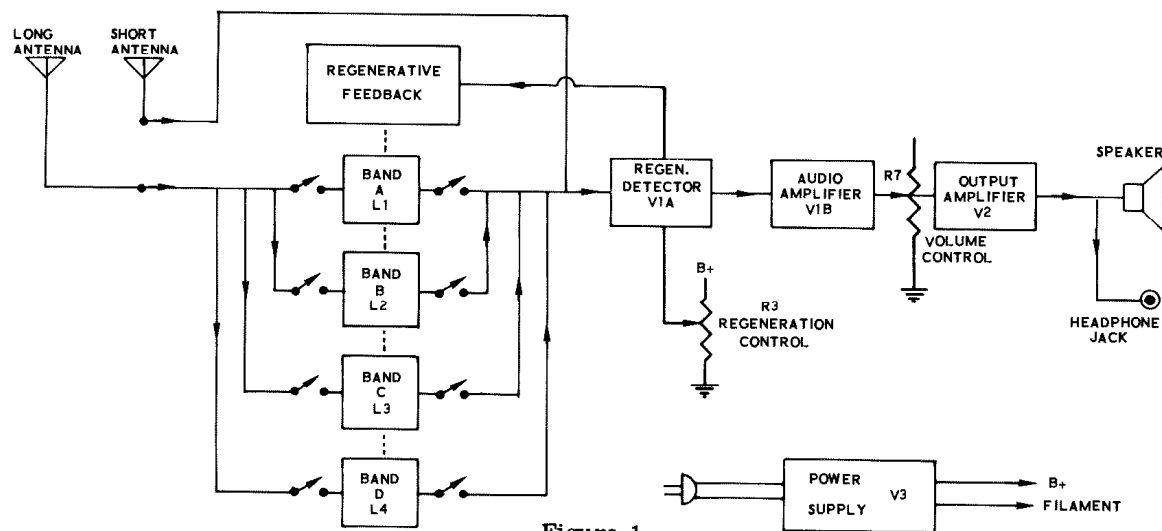 LONG
ANTENNA
SHORT
ANTENNA
REGENERATIVE
FEEDBACK
BAND
A
L1
BAND
B
L2
BAND
C
L3
BAND
D
L4
REGEN.
DETECTOR
V1A
B+
R3
REGENERATION
CONTROL
AUDIO
AMPLIFIER
V1B
R7
VOLUME
CONTROL
OUTPUT
AMPLIFIER
V2
SPEAKER
HEADPHONE
JACK
POWER
SUPPLY
V3
B+
FILAMENT
Figure 1